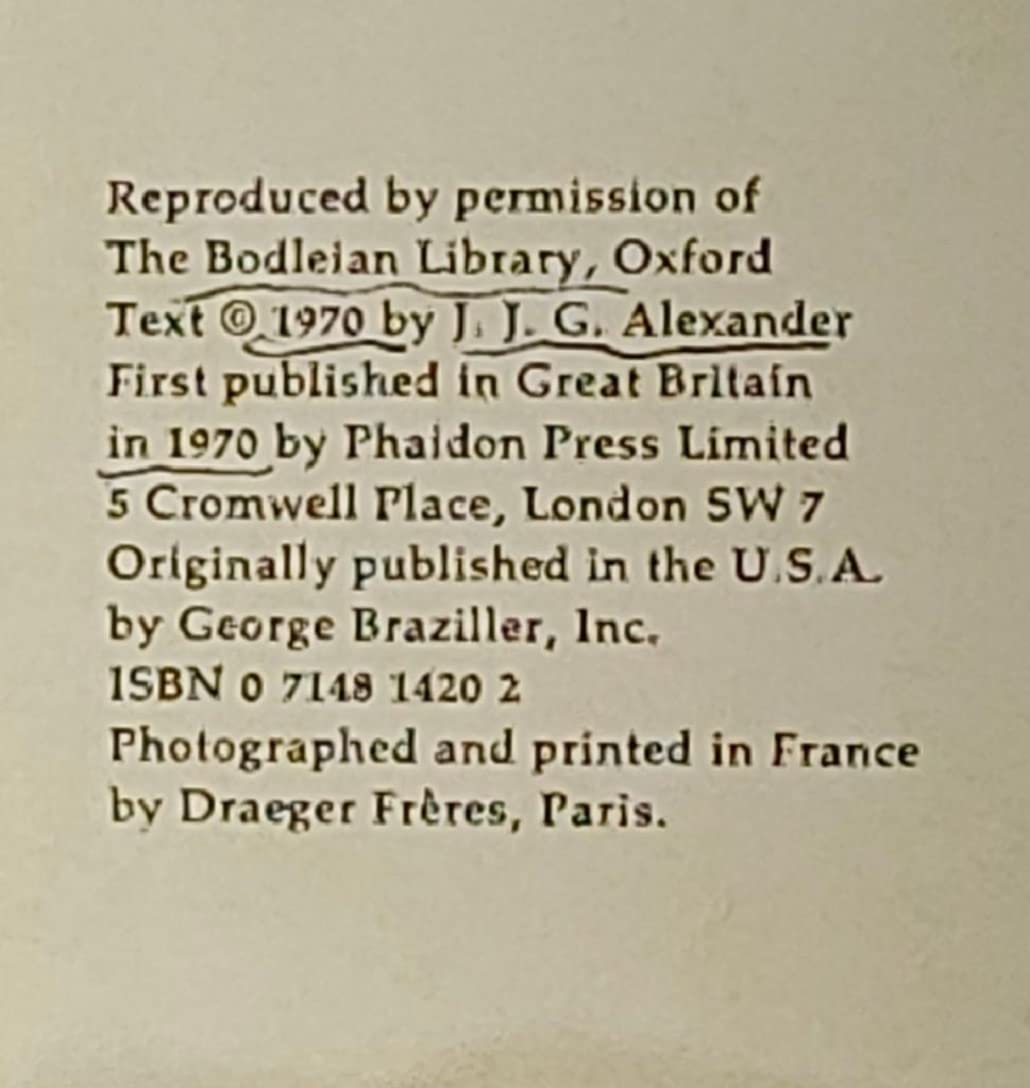 Reproduced by permission of
The Bodleian Library, Oxford
Text © 1970 by J. J. G. Alexander
First published in Great Britain
in 1970 by Phaidon Press Limited
5 Cromwell Place, London SW 7
Originally published in the U.S.A.
by George Braziller, Inc.
ISBN 0 7148 1420 2
Photographed and printed in France
by Draeger Frères, Paris.